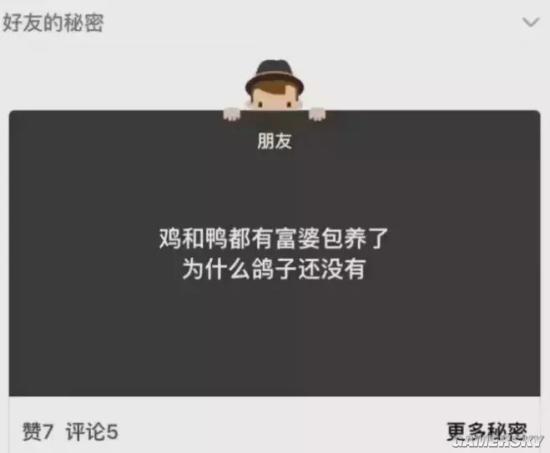 好友的秘密
朋友
鸡和鸭都有富婆包养了
为什么鸽子还没有
赞7 评论5
更多秘密
GAMERSKY